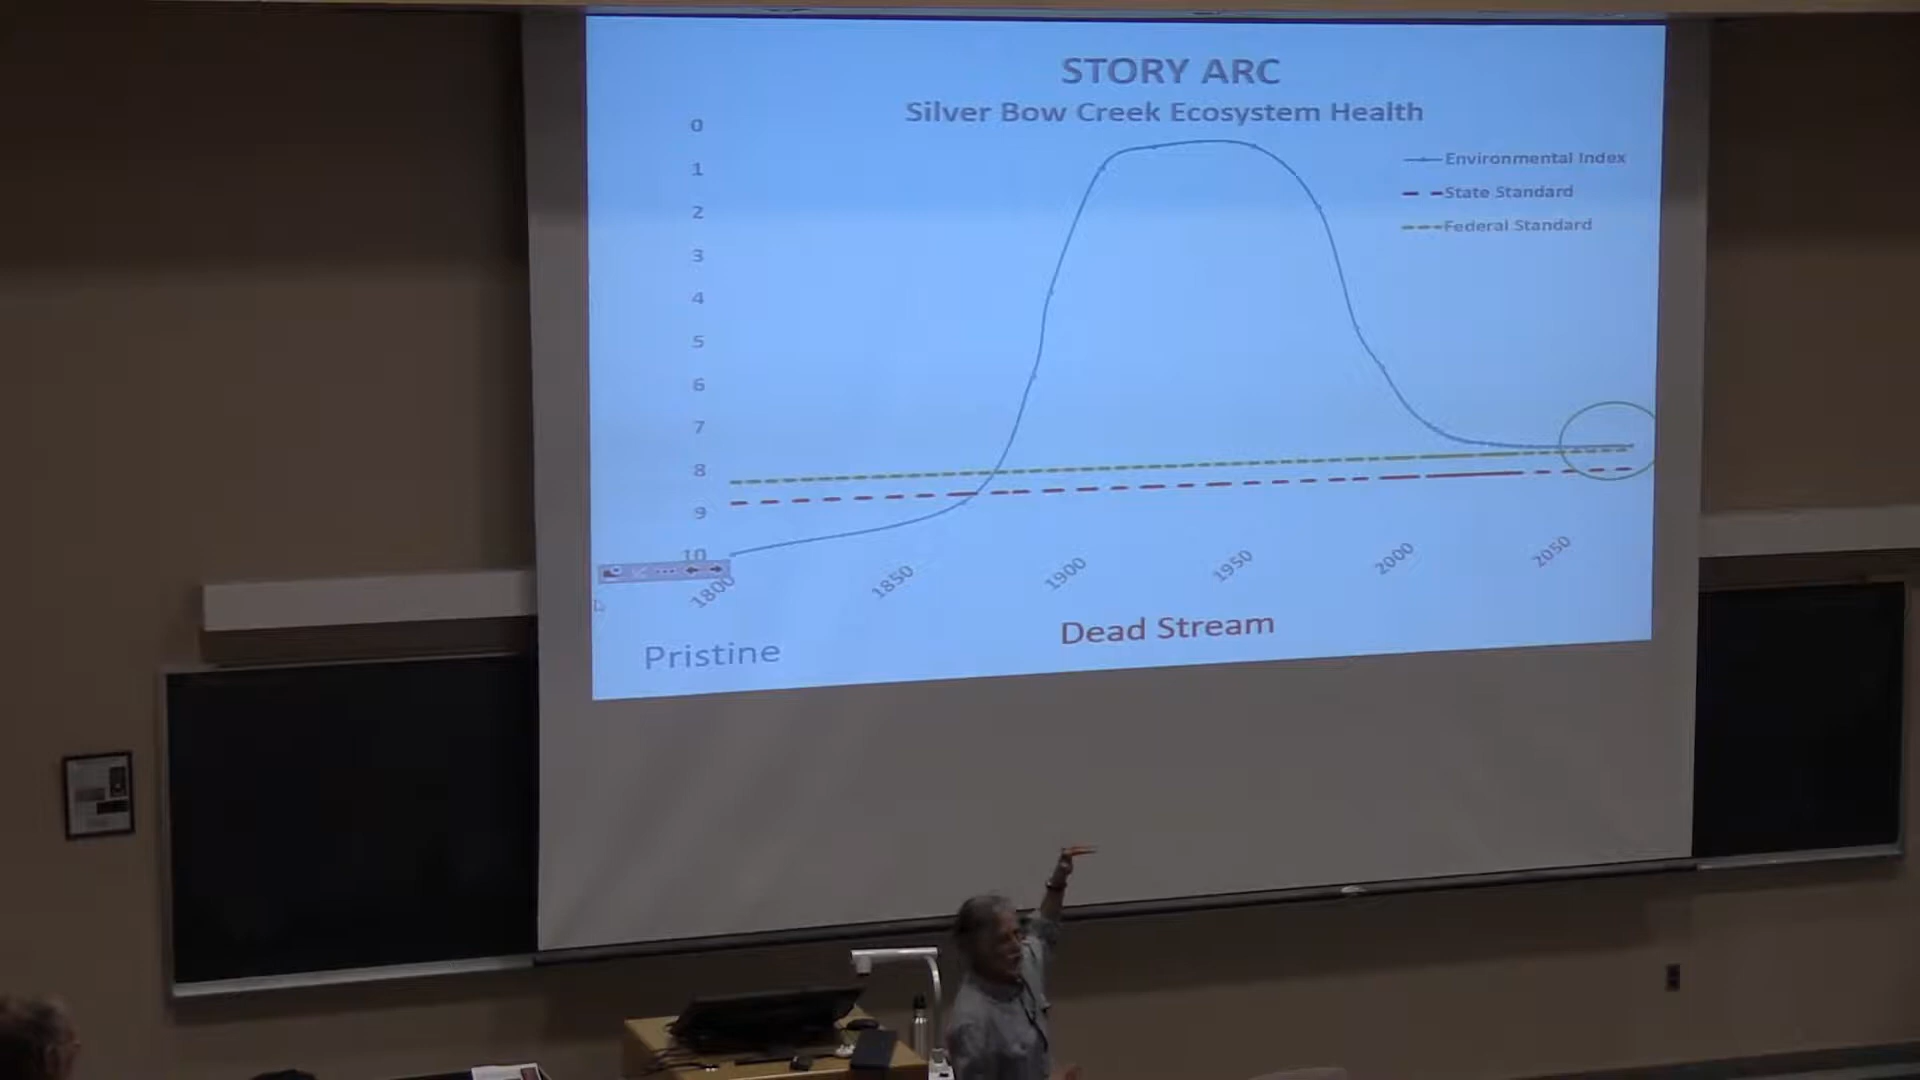 STORY ARC
Silver Bow Creek Ecosystem Health
0
1
2
3
4
5
6
7
8
9
10
Environmental Index
State Standard
Federal Standard
1800
1850
1900
1950
2000
2050
Pristine
Dead Stream